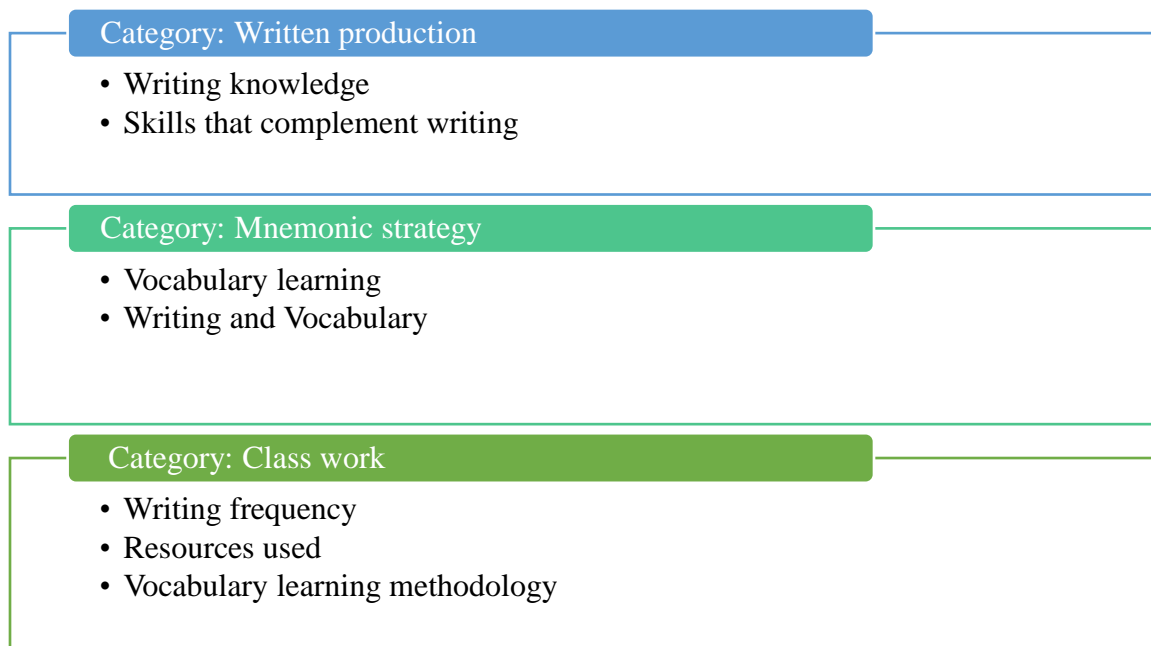 Category: Written production
• Writing knowledge
• Skills that complement writing
Category: Mnemonic strategy
• Vocabulary learning
• Writing and Vocabulary
Category: Class work
• Writing frequency
• Resources used
• Vocabulary learning methodology